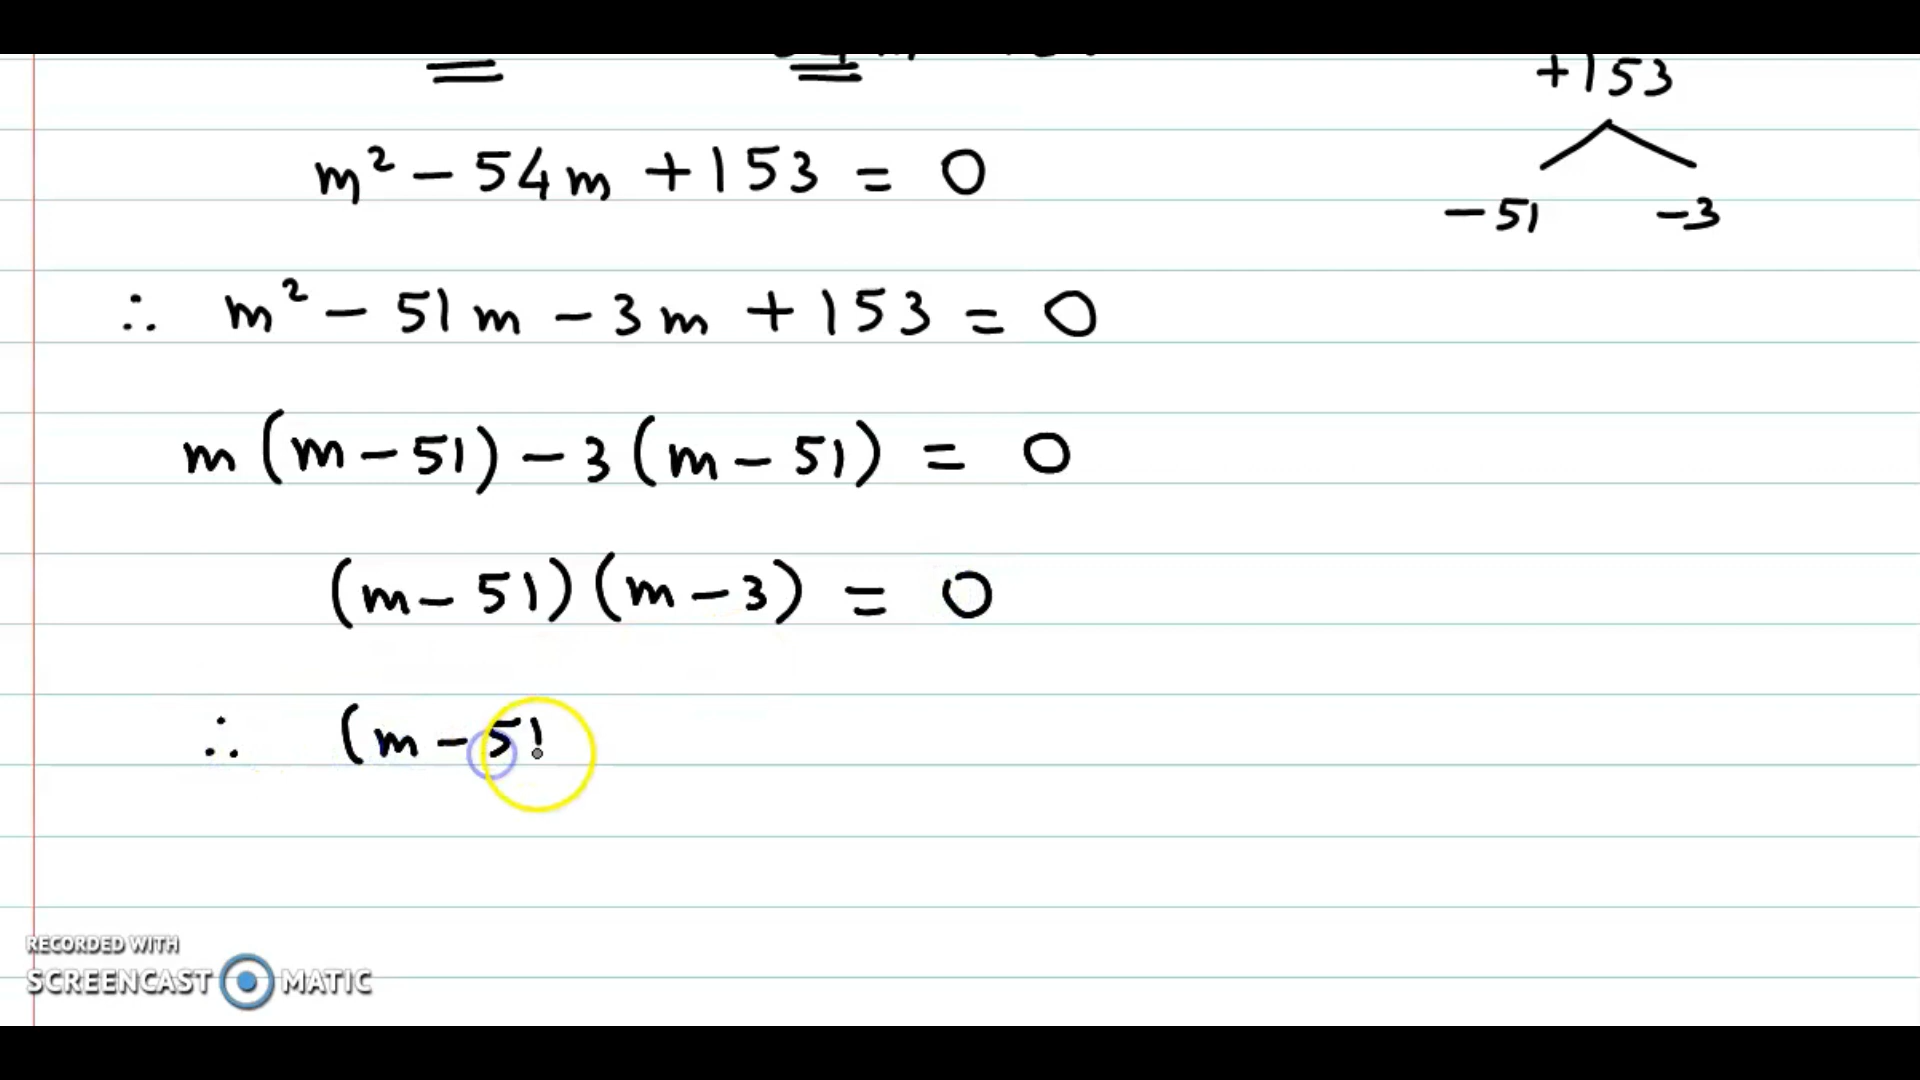 +153
m² - 54m + 153 = 0
-51 -3
∴ m² - 51m - 3m + 153 = 0
m(m - 51) - 3(m - 51) = 0
(m - 51)(m - 3) = 0
∴ (m - 51
RECORDED WITH
SCREENCAST MATIC